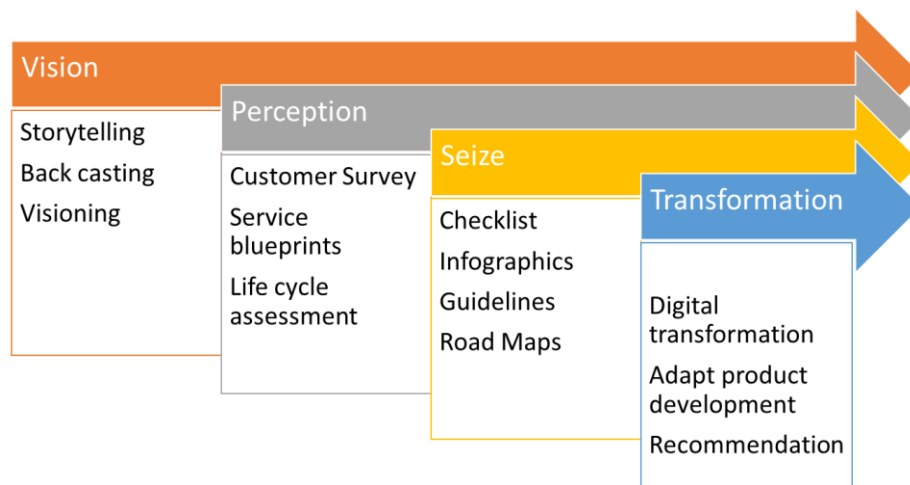 Vision
Storytelling
Back casting
Visioning
Perception
Customer Survey
Service
blueprints
Life cycle
assessment
Seize
Checklist
Infographics
Guidelines
Road Maps
Transformation
Digital
transformation
Adapt product
development
Recommendation